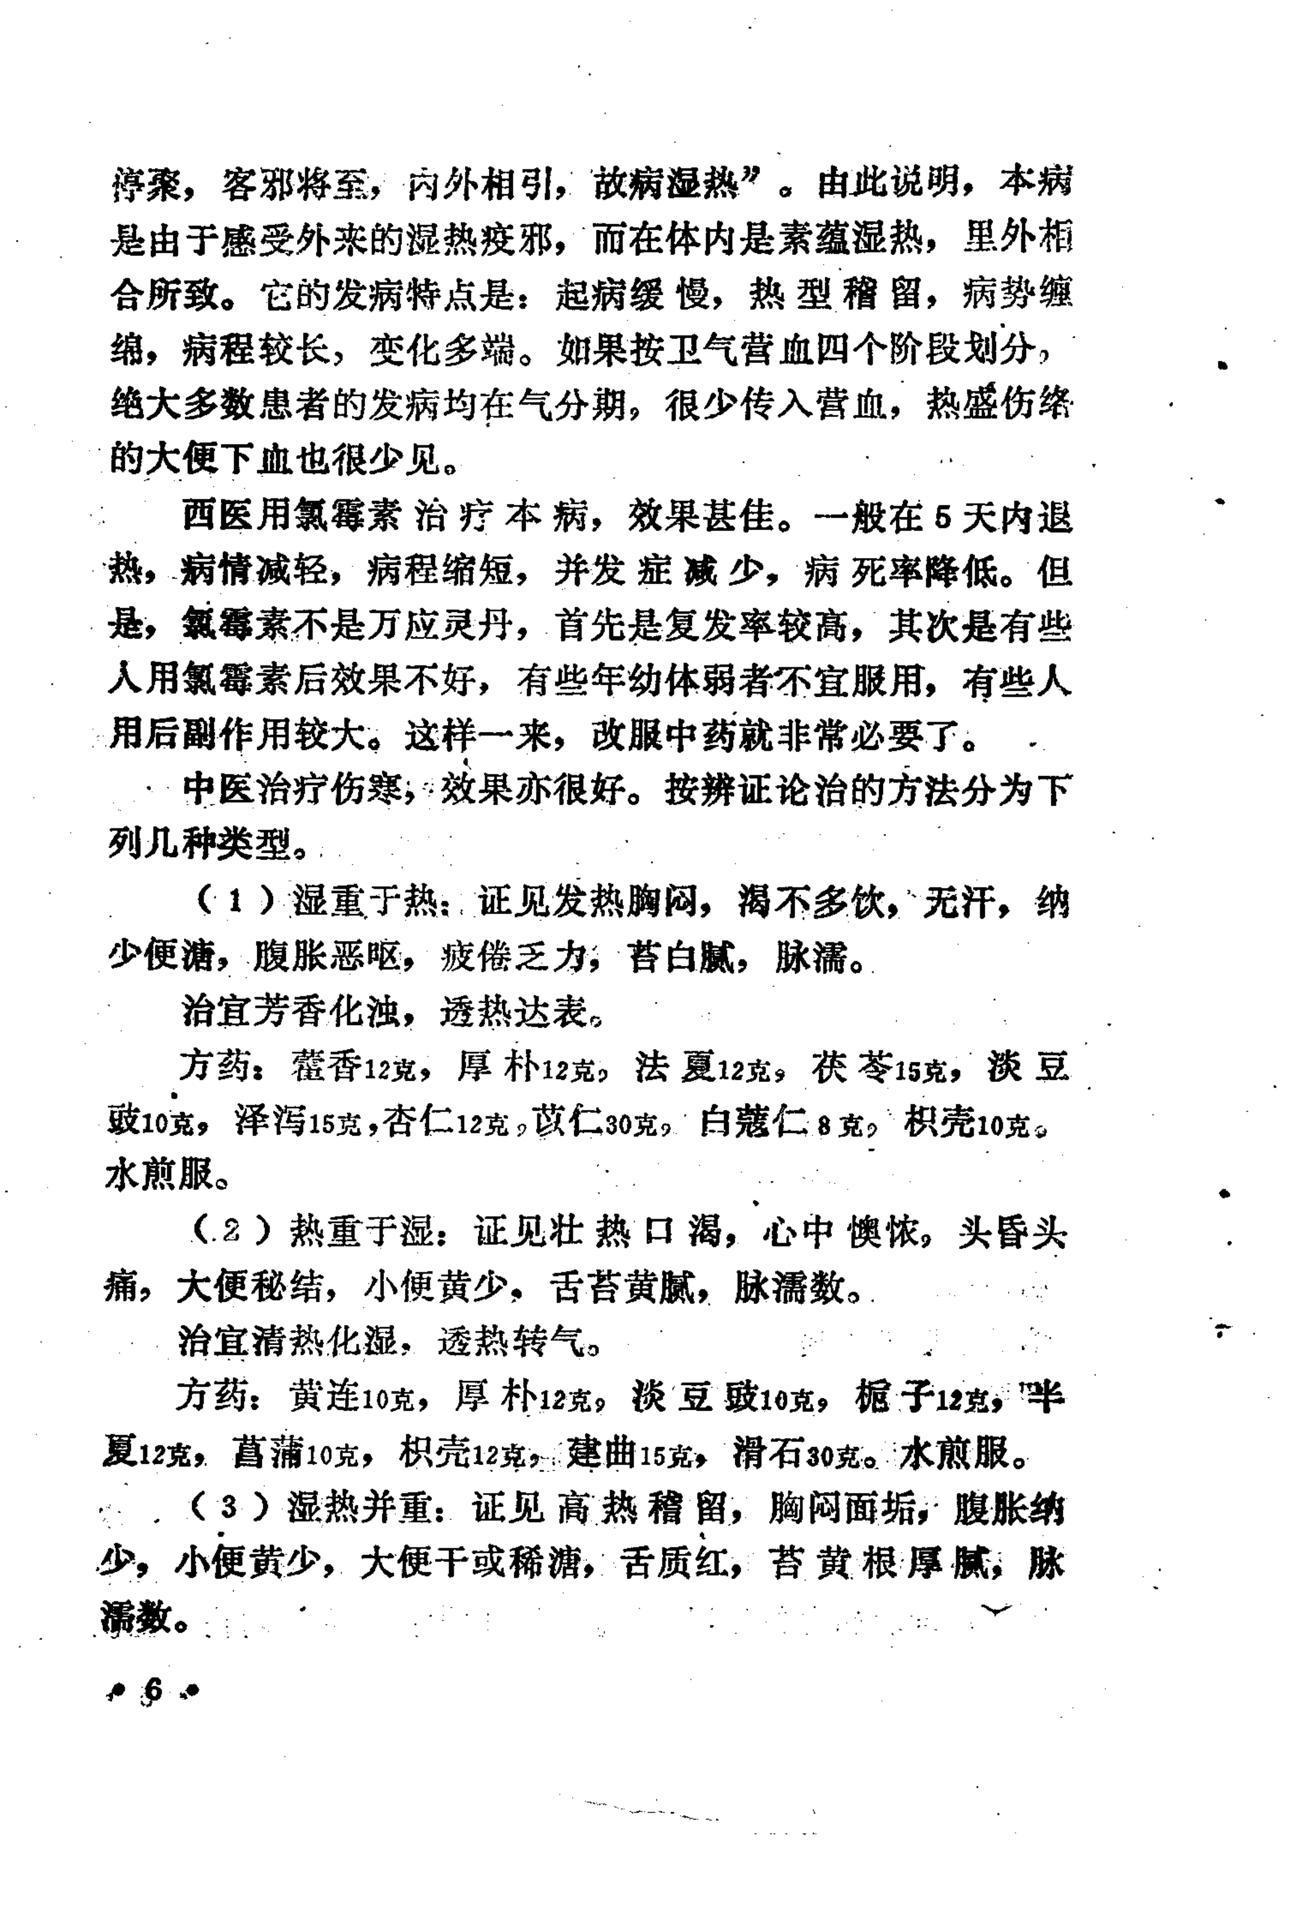 停聚，客邪将至，内外相引，故病湿热”。由此说明，本病
是由于感受外来的湿热疫邪，而在体内是素蕴湿热，里外相
合所致。它的发病特点是：起病缓慢，热型稽留，病势缠
绵，病程较长，变化多端。如果按卫气营血四个阶段划分，
绝大多数患者的发病均在气分期，很少传入营血，热盛伤络
的大便下血也很少见。
西医用氯霉素治疗本病，效果甚佳。一般在5天内退
热，病情减轻，病程缩短，并发症减少，病死率降低。但
是，氯霉素不是万应灵丹，首先是复发率较高，其次是有些
人用氯霉素后效果不好，有些年幼体弱者不宜服用，有些人
用后副作用较大。这样一来，改服中药就非常必要了。
中医治疗伤寒，效果亦很好。按辨证论治的方法分为下
列几种类型。
（1）湿重于热：证见发热胸闷，渴不多饮，无汗，纳
少便溏，腹胀恶呕，疲倦乏力，苔白腻，脉濡。
治宜芳香化浊，透热达表。
方药：藿香12克，厚朴12克，法夏12克，茯苓15克，淡豆
豉10克，泽泻15克，杏仁12克，苡仁30克，白蔻仁8克，枳壳10克。
水煎服。
（2）热重于湿：证见壮热口渴，心中懊侬，头昏头
痛，大便秘结，小便黄少，舌苔黄腻，脉濡数。
治宜清热化湿，透热转气。
方药：黄连10克，厚朴12克，淡豆豉10克，栀子12克，半
夏12克，菖蒲10克，枳壳12克，建曲15克，滑石30克。水煎服。
（3）湿热并重：证见高热稽留，胸闷面垢，腹胀纳
少，小便黄少，大便干或稀溏，舌质红，苔黄根厚腻，脉
濡数。
• 6 •